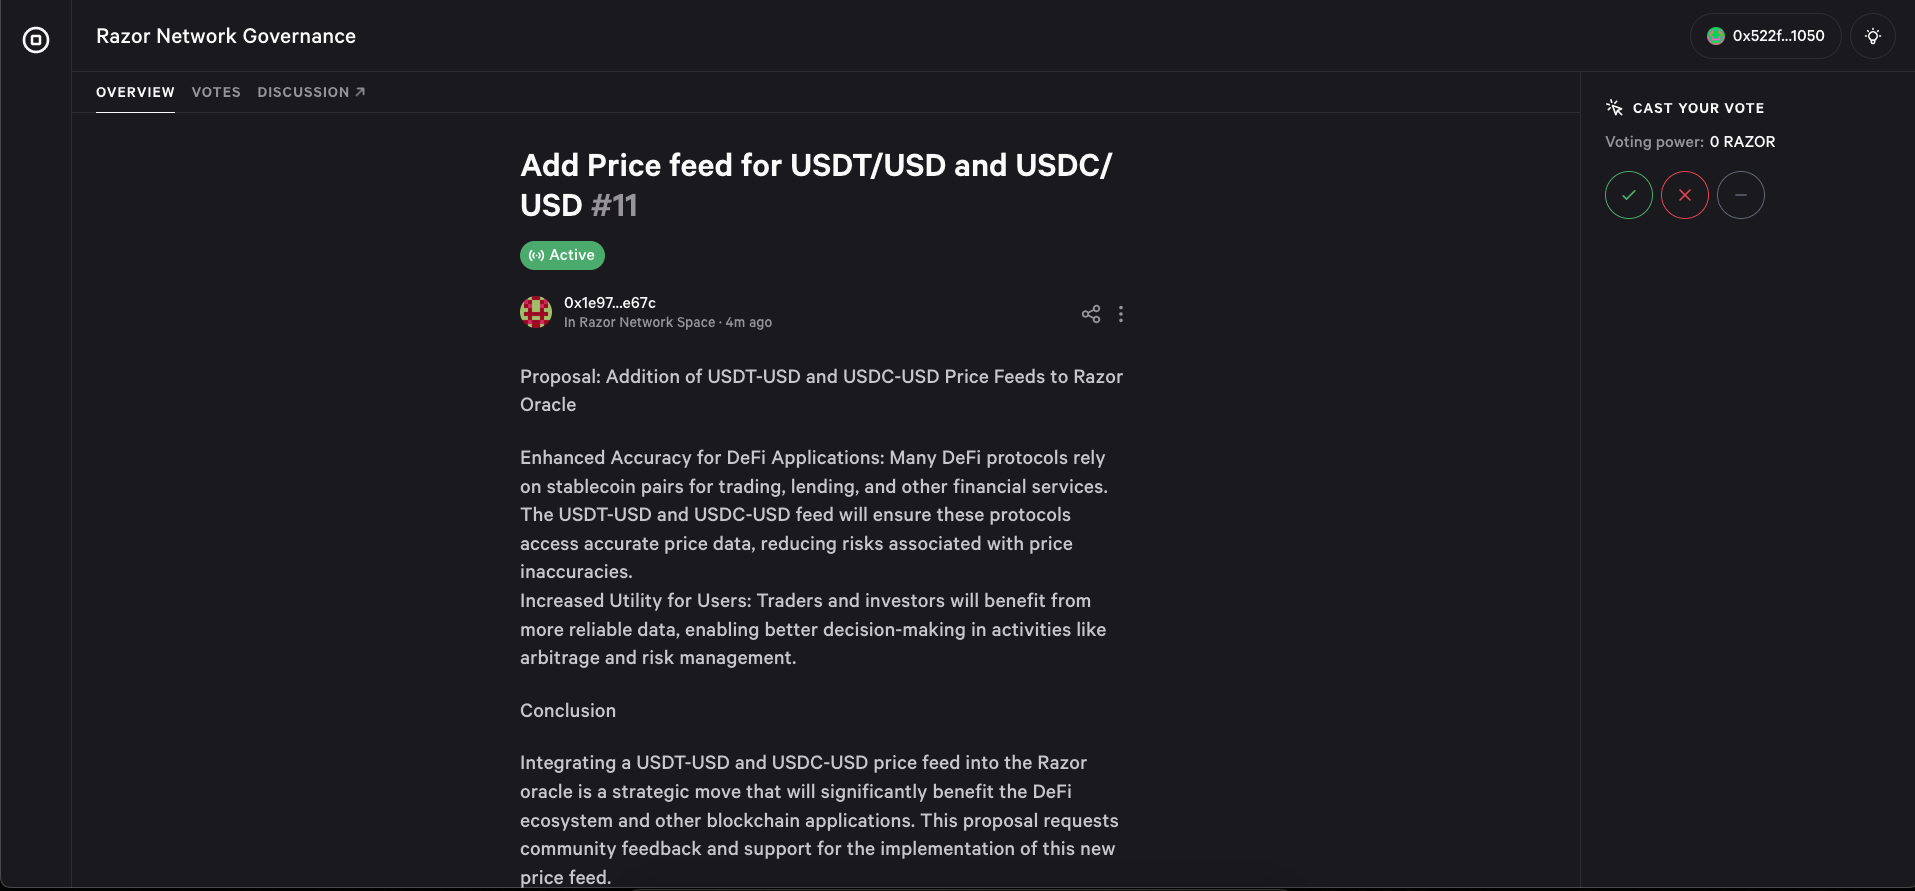 Razor Network Governance
0x522f...1050
OVERVIEW VOTES DISCUSSION
CAST YOUR VOTE
Voting power: 0 RAZOR
Add Price feed for USDT/USD and USDC/
USD #11
Active
0x1e97...e67c
In Razor Network Space · 4m ago
Proposal: Addition of USDT-USD and USDC-USD Price Feeds to Razor
Oracle
Enhanced Accuracy for DeFi Applications: Many DeFi protocols rely
on stablecoin pairs for trading, lending, and other financial services.
The USDT-USD and USDC-USD feed will ensure these protocols
access accurate price data, reducing risks associated with price
inaccuracies.
Increased Utility for Users: Traders and investors will benefit from
more reliable data, enabling better decision-making in activities like
arbitrage and risk management.
Conclusion
Integrating a USDT-USD and USDC-USD price feed into the Razor
oracle is a strategic move that will significantly benefit the DeFi
ecosystem and other blockchain applications. This proposal requests
community feedback and support for the implementation of this new
price feed.